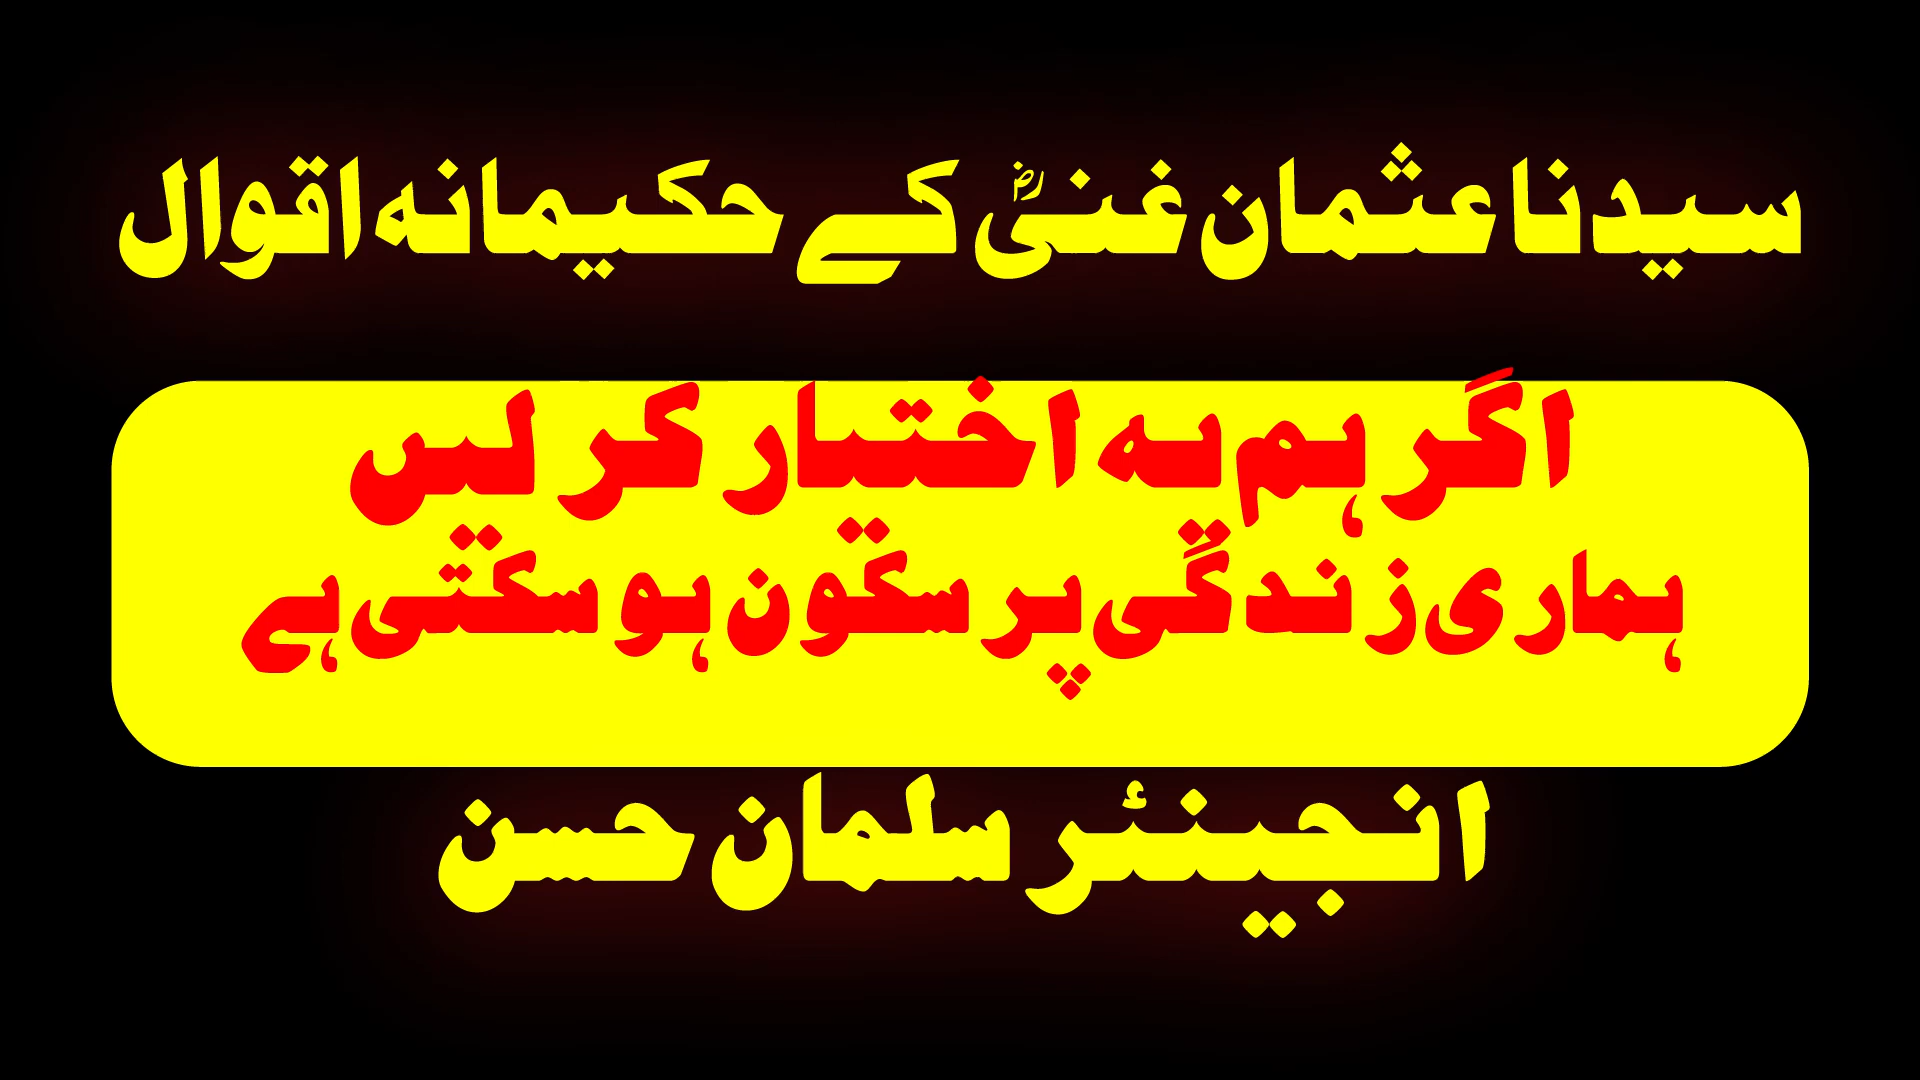 سیدنا عثمان غنیؓ کے حکیمانہ اقوال
اگر ہم یہ اختیار کر لیں
ہماری زندگی پر سکون ہو سکتی ہے
انجینئر سلمان حسن